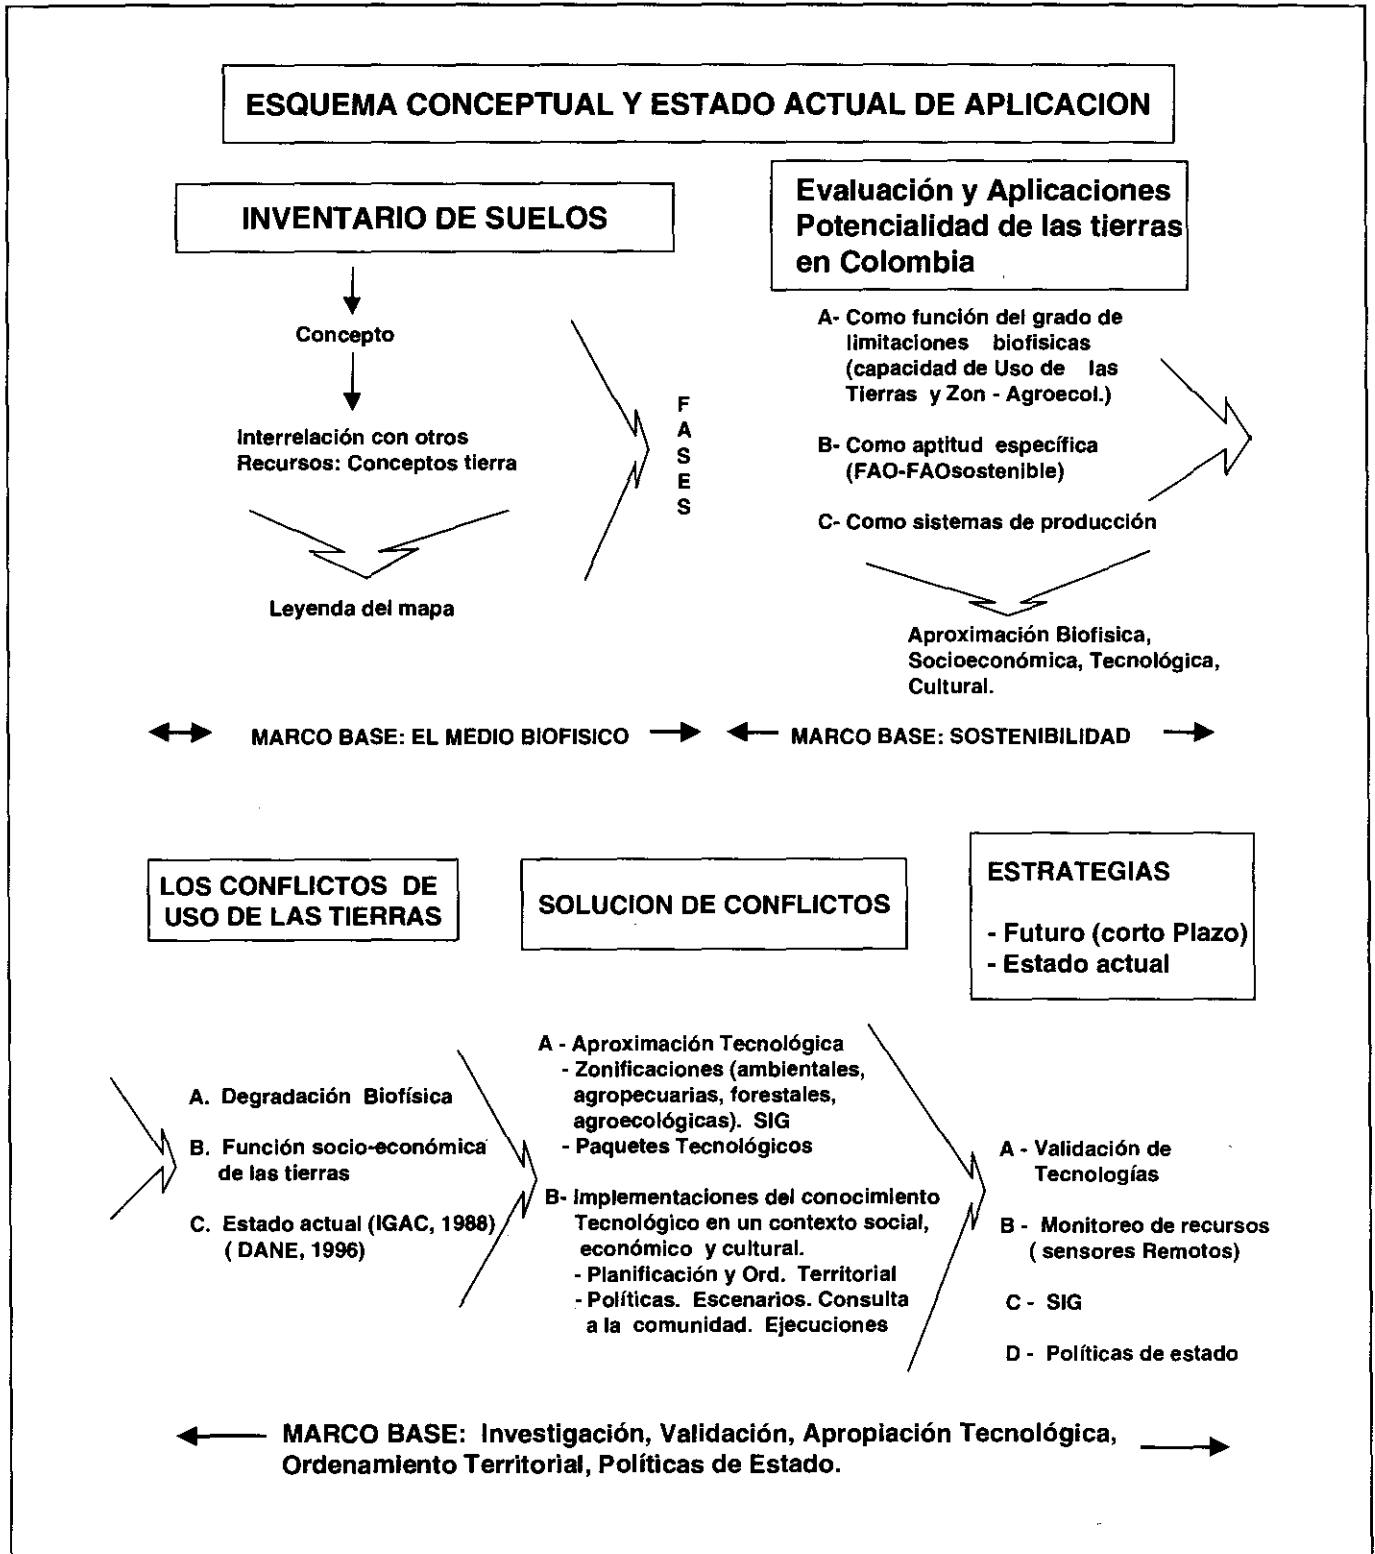 ESQUEMA CONCEPTUAL Y ESTADO ACTUAL DE APLICACION
INVENTARIO DE SUELOS
Concepto
Interrelación con otros
Recursos: Conceptos tierra
Leyenda del mapa
F
A
S
E
S
Evaluación y Aplicaciones
Potencialidad de las tierras
en Colombia
A- Como función del grado de
limitaciones biofisicas
(capacidad de Uso de las
Tierras y Zon - Agroecol.)
B- Como aptitud específica
(FAO-FAOsostenible)
C- Como sistemas de producción
Aproximación Biofisica,
Socioeconómica, Tecnológica,
Cultural.
MARCO BASE: EL MEDIO BIOFISICO
MARCO BASE: SOSTENIBILIDAD
LOS CONFLICTOS DE
USO DE LAS TIERRAS
A. Degradación Biofísica
B. Función socio-económica
de las tierras
C. Estado actual (IGAC, 1988)
( DANE, 1996)
SOLUCION DE CONFLICTOS
A - Aproximación Tecnológica
- Zonificaciones (ambientales,
agropecuarias, forestales,
agroecológicas). SIG
- Paquetes Tecnológicos
B- Implementaciones del conocimiento
Tecnológico en un contexto social,
económico y cultural.
- Planificación y Ord. Territorial
- Políticas. Escenarios. Consulta
a la comunidad. Ejecuciones
ESTRATEGIAS
- Futuro (corto Plazo)
- Estado actual
A - Validación de
Tecnologías
B - Monitoreo de recursos
( sensores Remotos)
C - SIG
D - Políticas de estado
MARCO BASE: Investigación, Validación, Apropiación Tecnológica,
Ordenamiento Territorial, Políticas de Estado.